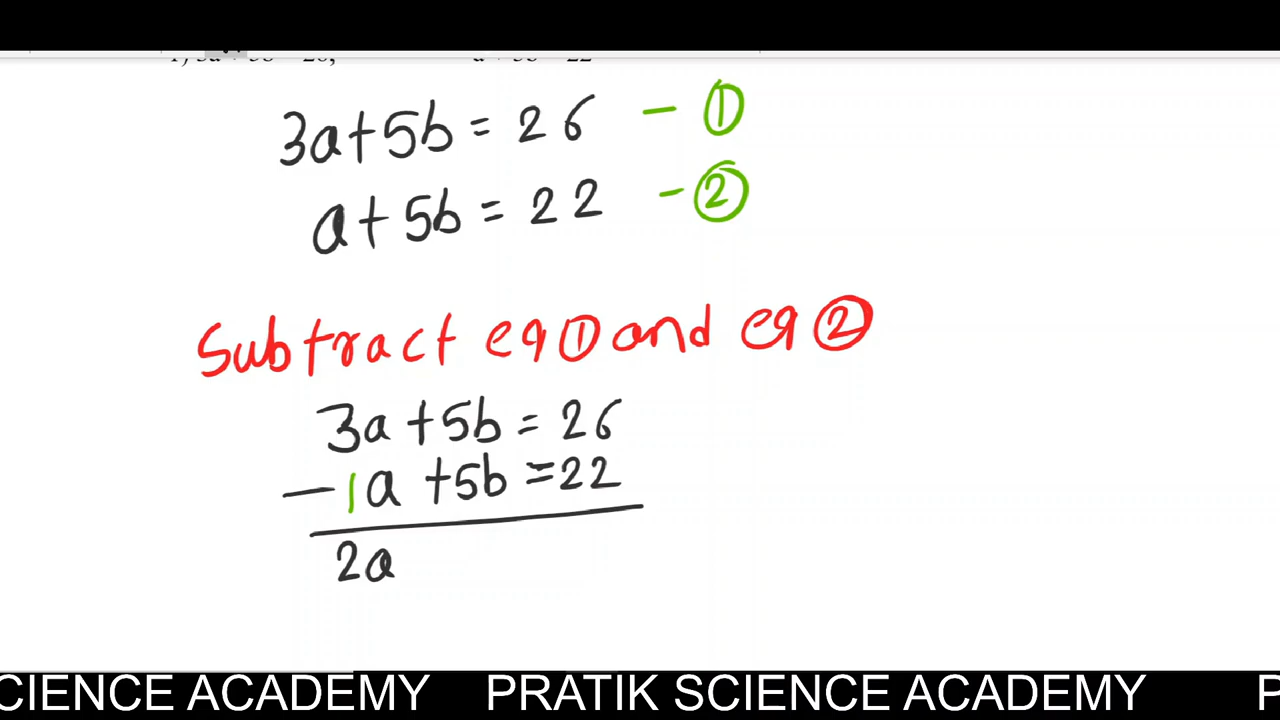 3a+5b = 26 - ①
a+5b = 22 - ②
Subtract eq ① and eq ②
3a+5b = 26
- 1a +5b =22
2a
CIENCE ACADEMY PRATIK SCIENCE ACADEMY P